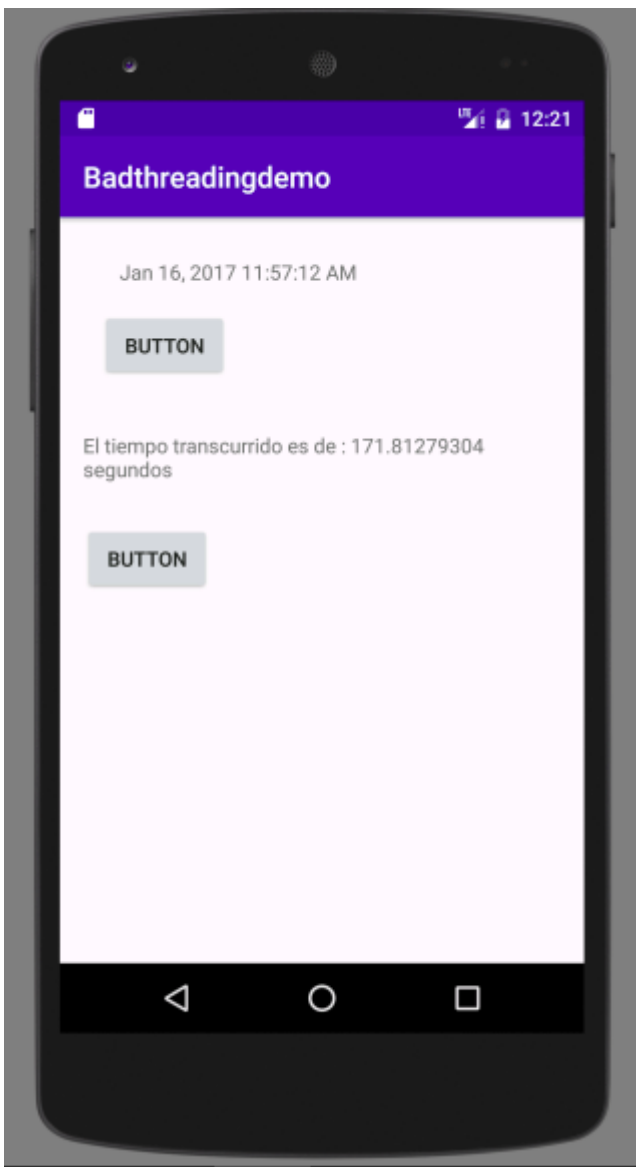 LTE 12:21
Badthreadingdemo
Jan 16, 2017 11:57:12 AM
BUTTON
El tiempo transcurrido es de : 171.81279304
segundos
BUTTON